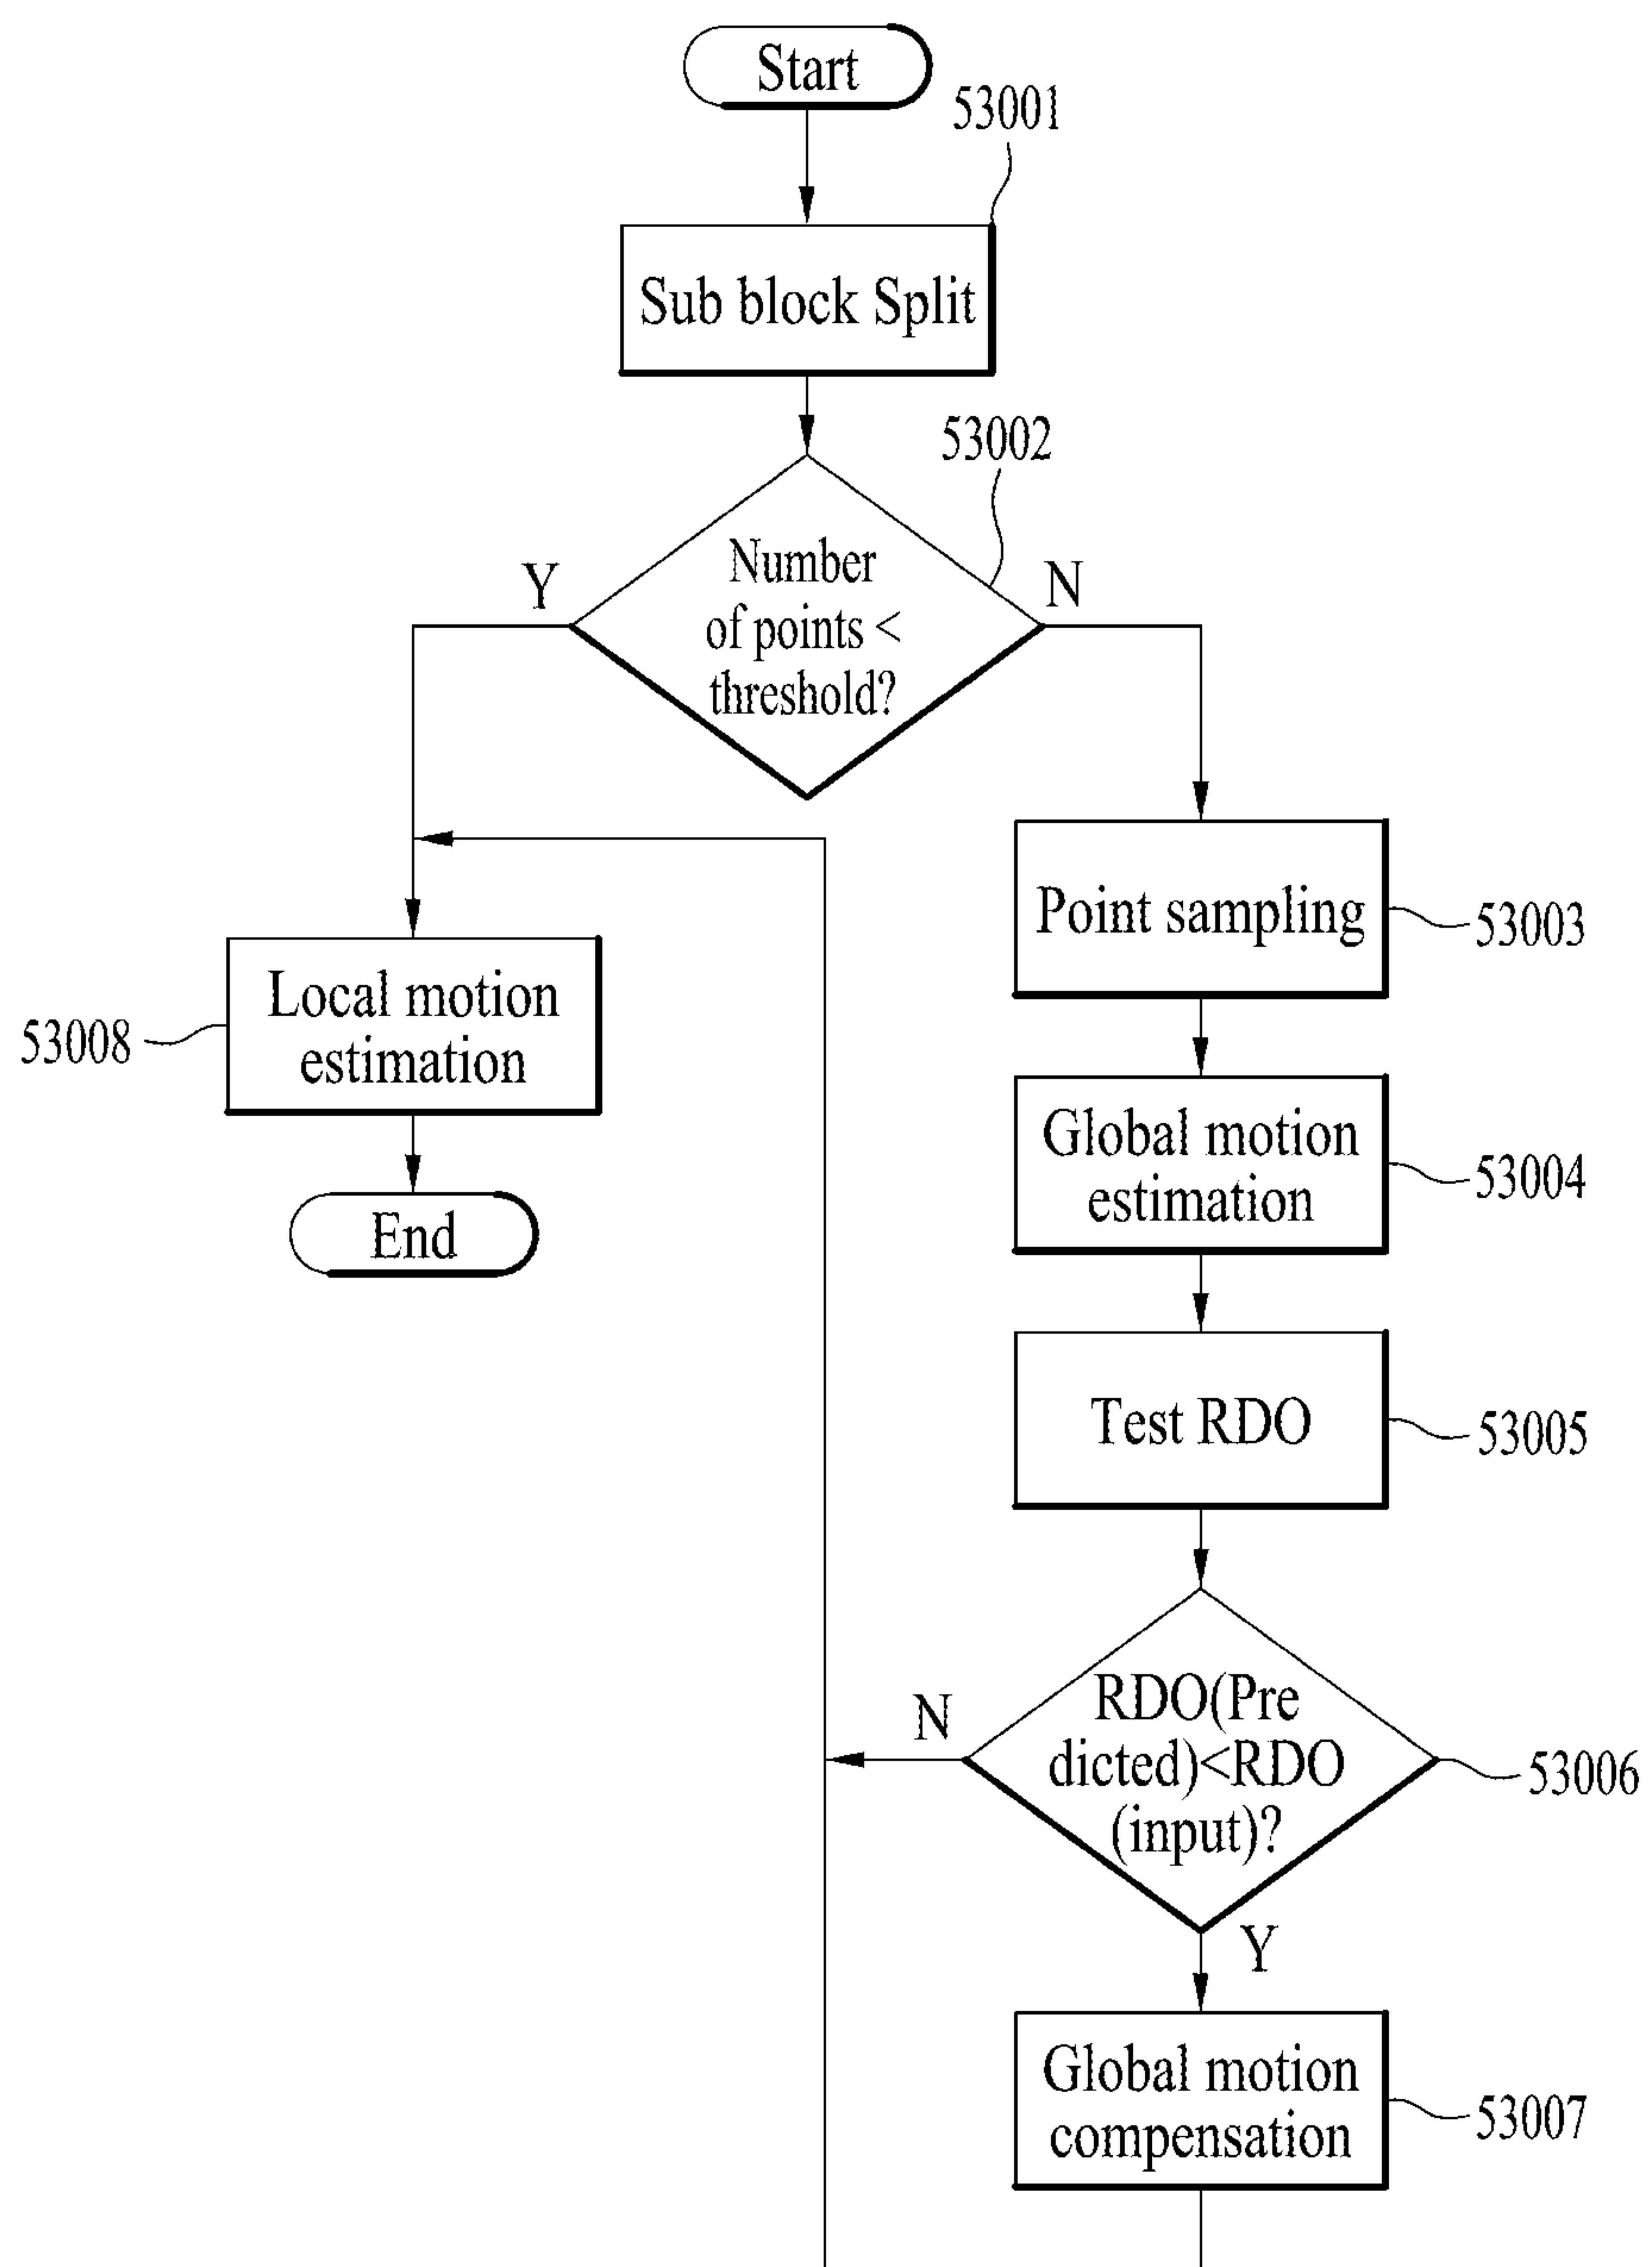 Start
53001
Sub block Split
53002
Number
of points <
threshold?
Y
N
Point sampling
53003
Local motion
estimation
53008
Global motion
estimation
53004
End
Test RDO
53005
RDO(Pre
dicted)<RDO
(input)?
N
53006
Y
Global motion
compensation
53007